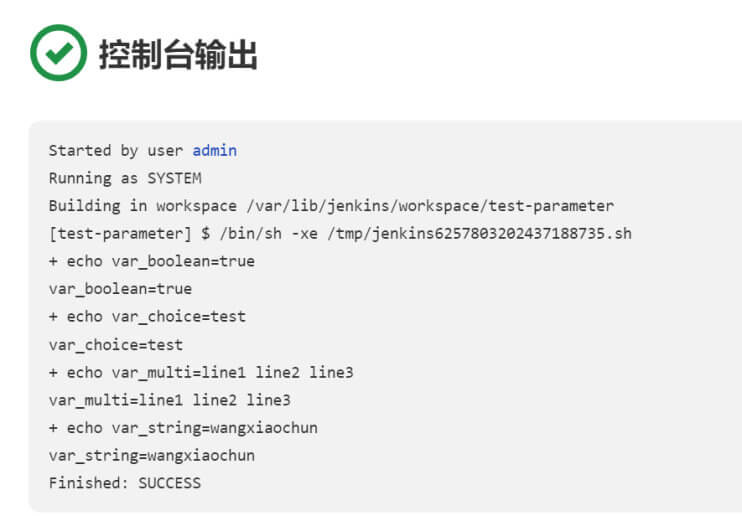 控制台输出
Started by user admin
Running as SYSTEM
Building in workspace /var/lib/jenkins/workspace/test-parameter
[test-parameter] $ /bin/sh -xe /tmp/jenkins6257803202437188735.sh
+ echo var_boolean=true
var_boolean=true
+ echo var_choice=test
var_choice=test
+ echo var_multi=line1 line2 line3
var_multi=line1 line2 line3
+ echo var_string=wangxiaochun
var_string=wangxiaochun
Finished: SUCCESS